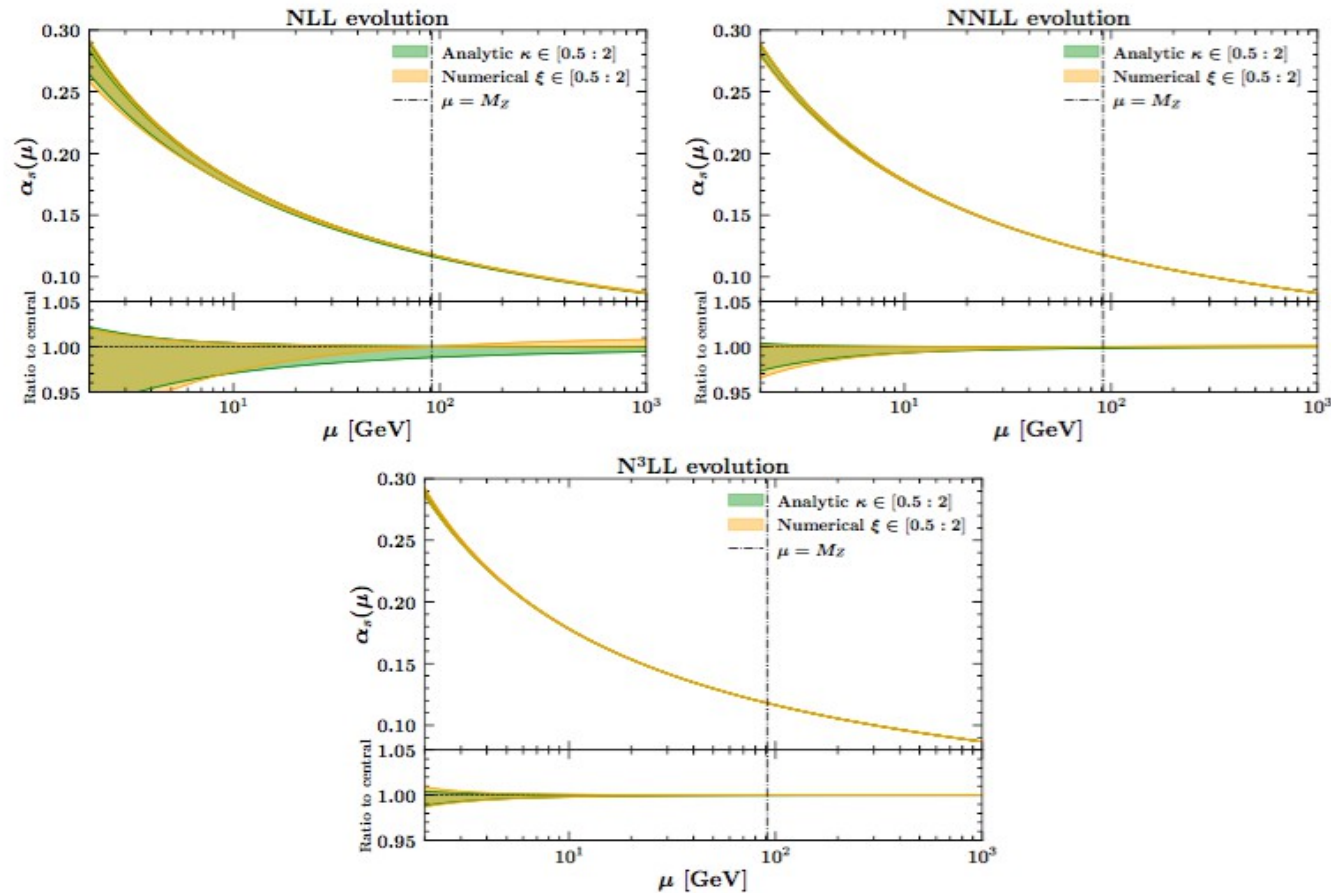 NLL evolution
0.30
0.25
0.20
0.15
0.10
αs(μ)
Analytic κ ∈ [0.5 : 2]
Numerical ξ ∈ [0.5 : 2]
μ = MZ
1.05
1.00
0.95
Ratio to central
10¹ 10² 10³
μ [GeV]
NNLL evolution
0.30
0.25
0.20
0.15
0.10
αs(μ)
Analytic κ ∈ [0.5 : 2]
Numerical ξ ∈ [0.5 : 2]
μ = MZ
1.05
1.00
0.95
Ratio to central
10¹ 10² 10³
μ [GeV]
N³LL evolution
0.30
0.25
0.20
0.15
0.10
αs(μ)
Analytic κ ∈ [0.5 : 2]
Numerical ξ ∈ [0.5 : 2]
μ = MZ
1.05
1.00
0.95
Ratio to central
10¹ 10² 10³
μ [GeV]